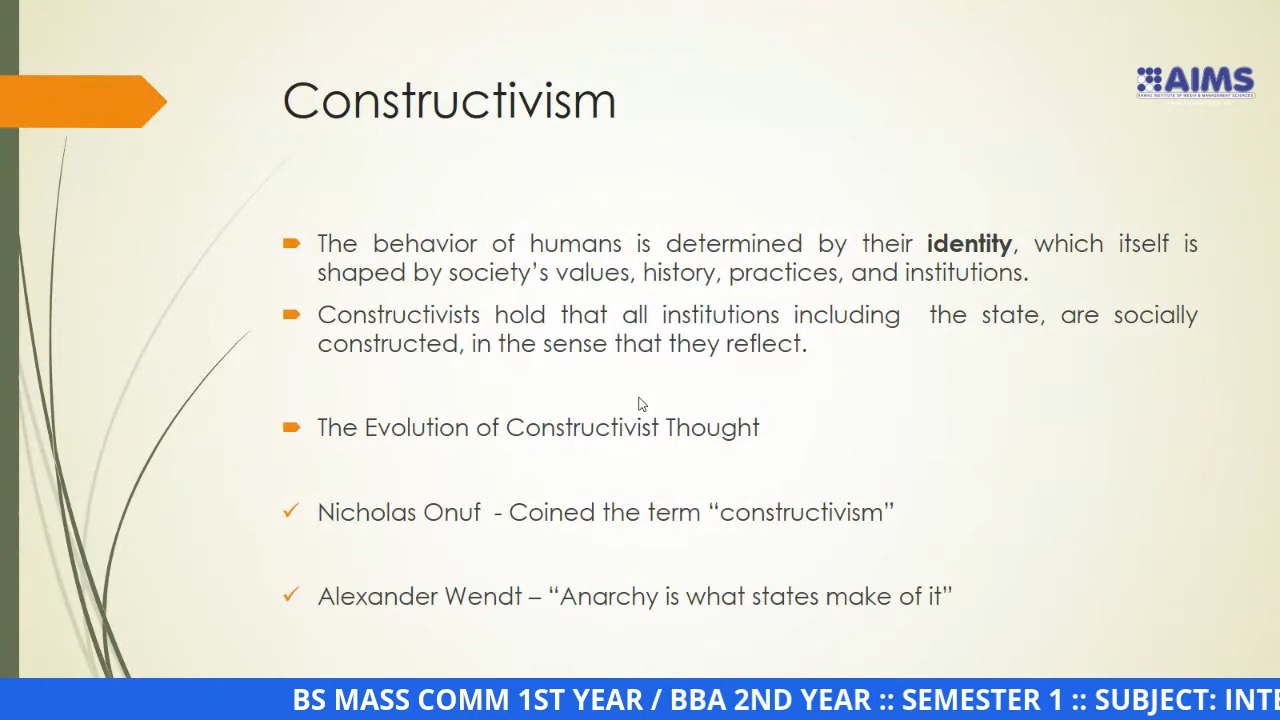 Constructivism
AIMS
The behavior of humans is determined by their identity, which itself is
shaped by society’s values, history, practices, and institutions.
Constructivists hold that all institutions including the state, are socially
constructed, in the sense that they reflect.
The Evolution of Constructivist Thought
Nicholas Onuf - Coined the term “constructivism”
Alexander Wendt – “Anarchy is what states make of it”
BS MASS COMM 1ST YEAR / BBA 2ND YEAR :: SEMESTER 1 :: SUBJECT: INTE